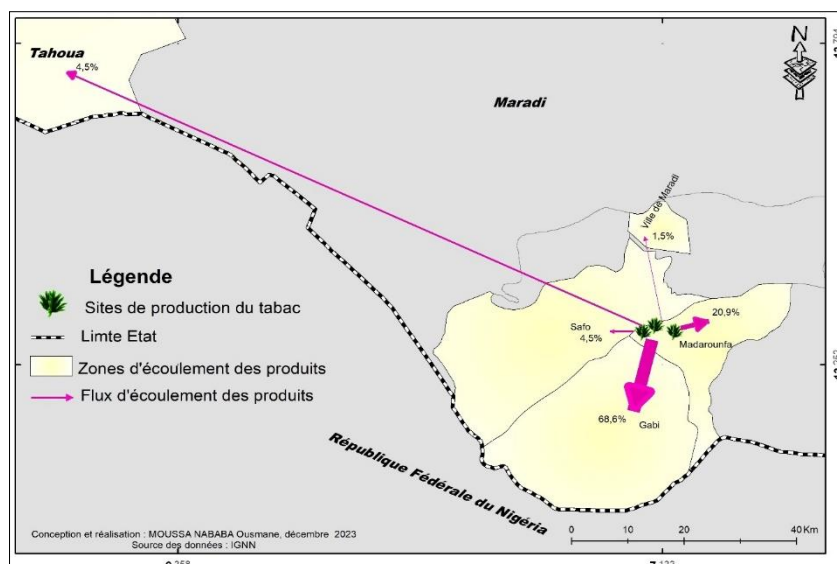 N
Tahoua
4,5%
Maradi
Ville de Maradi
1,5%
20,9%
Safo
4,5%
Madarounfa
68,6%
Gabi
Légende
Sites de production du tabac
Limte Etat
Zones d'écoulement des produits
Flux d'écoulement des produits
République Fédérale du Nigéria
Conception et réalisation : MOUSSA NABABA Ousmane, décembre 2023
Source des données : IGNN
0 10 20 40 Km